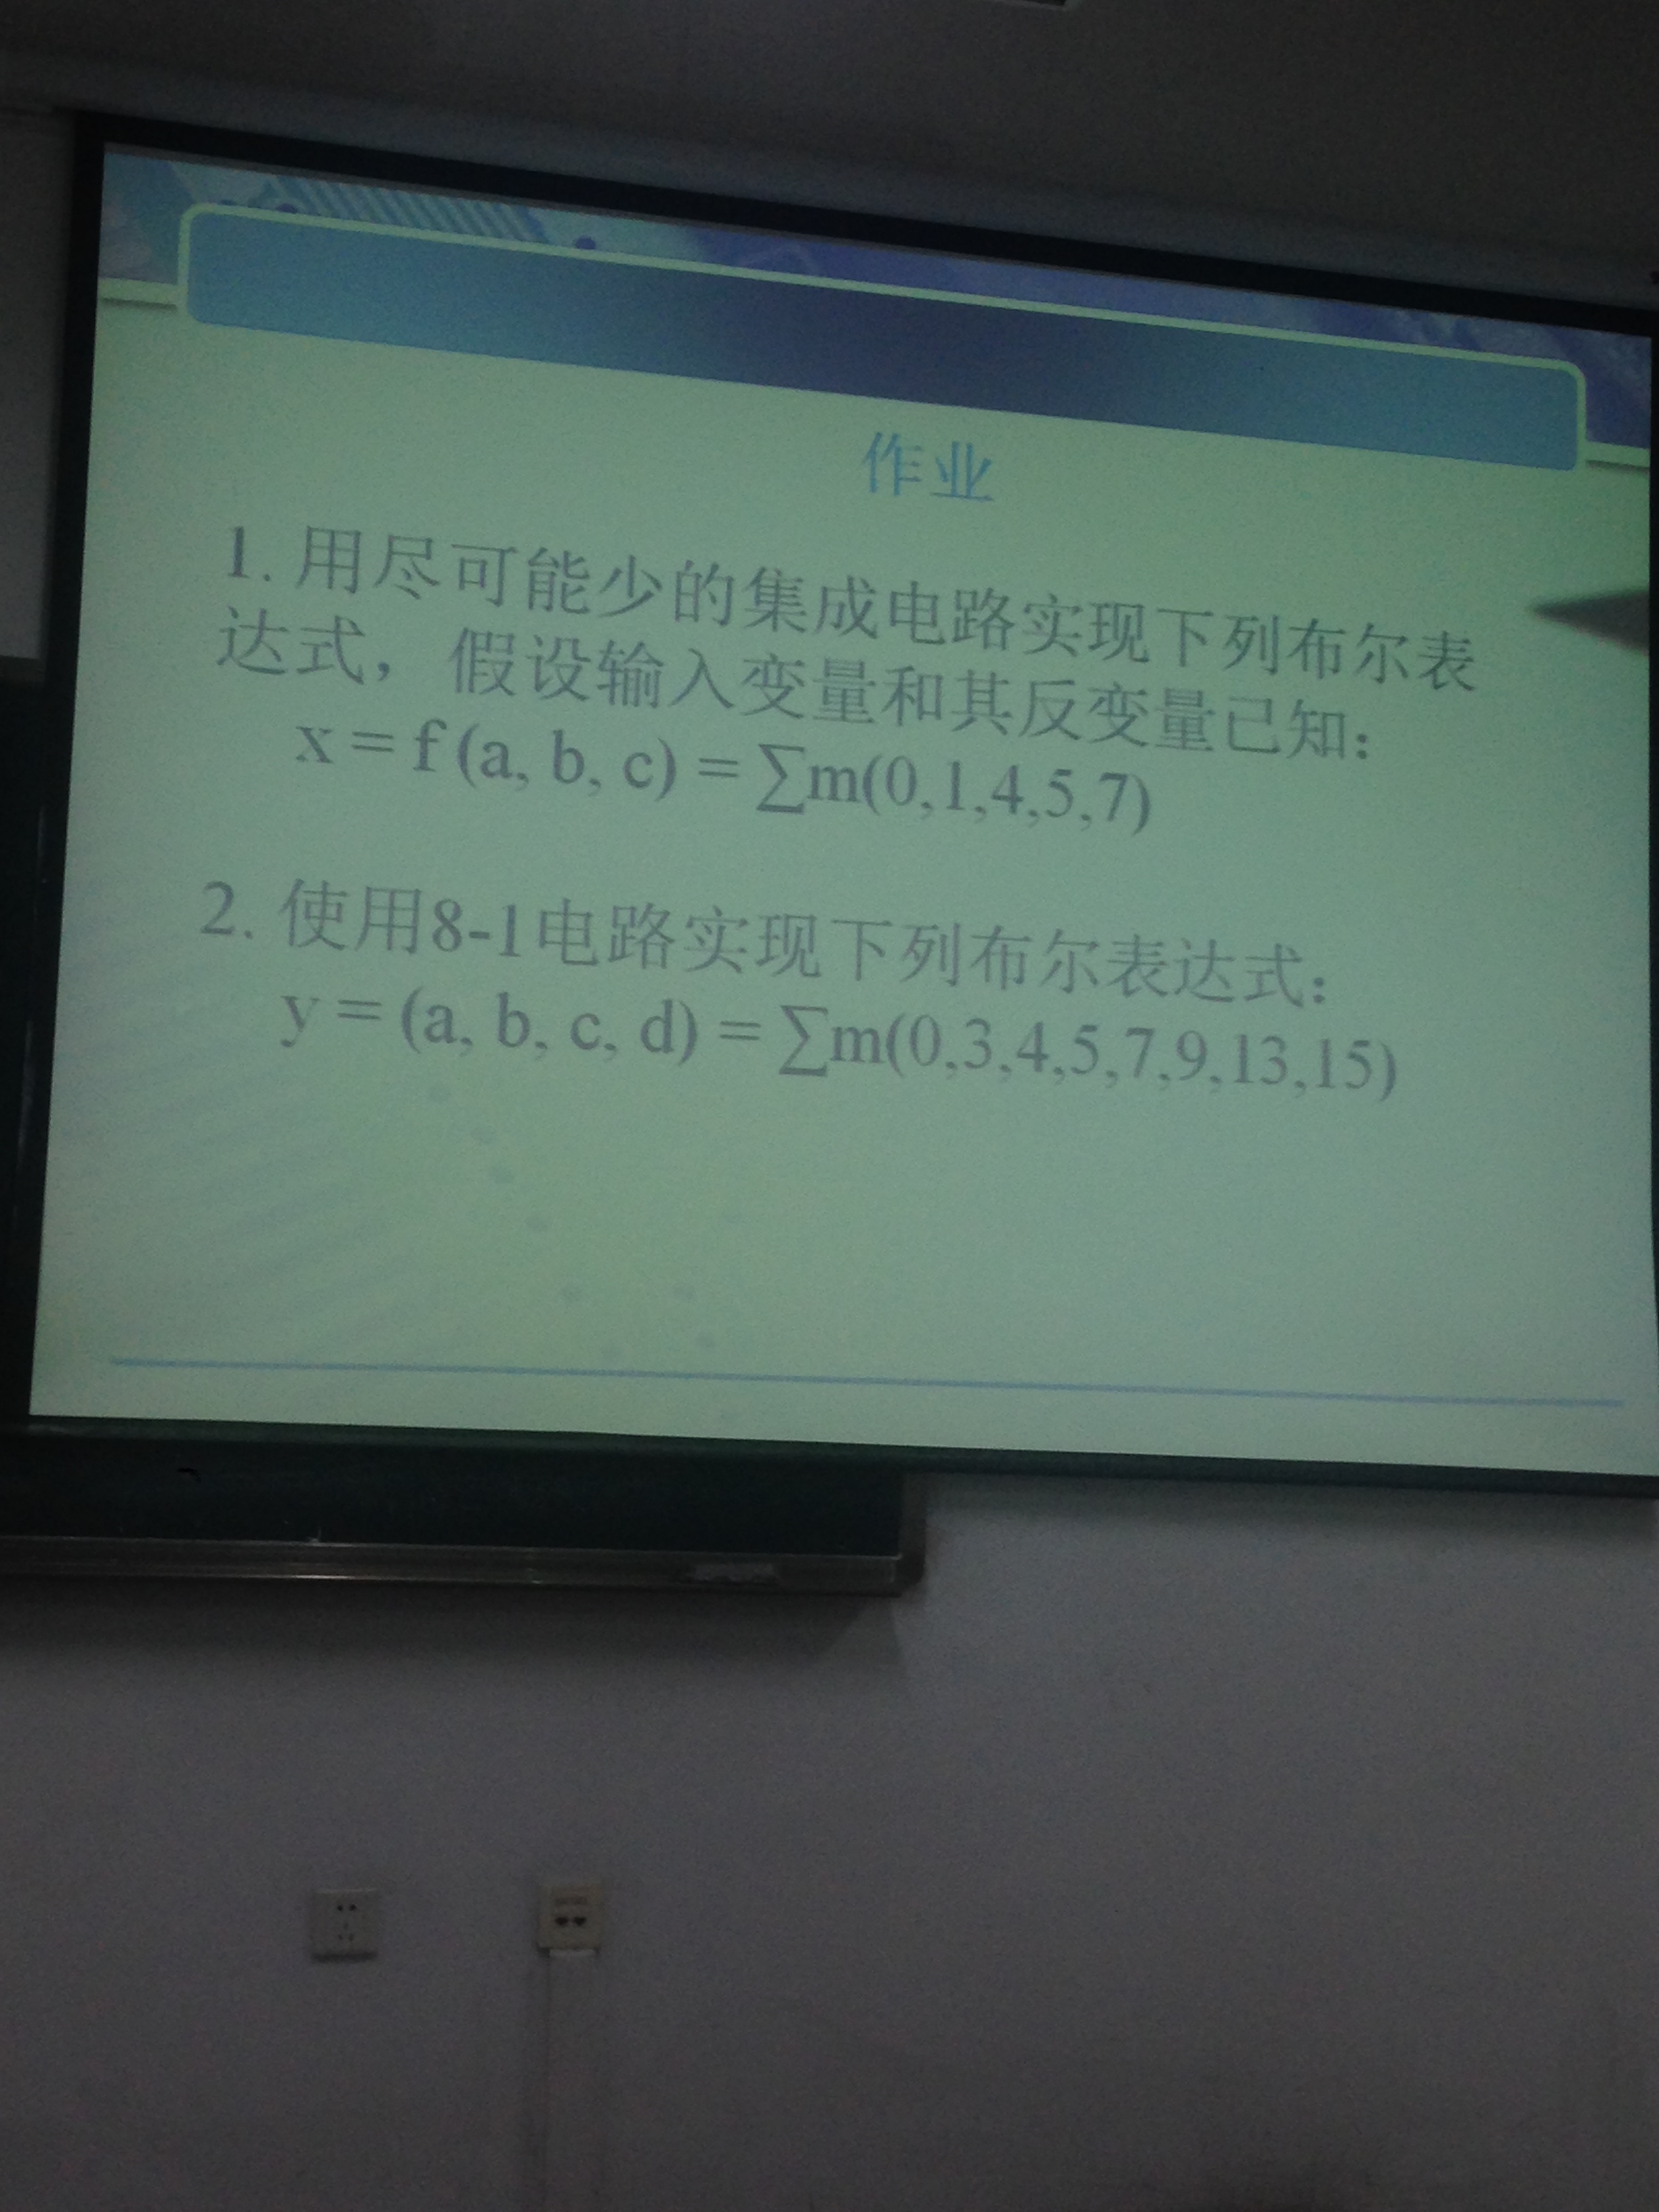 作业
1. 用尽可能少的集成电路实现下列布尔表
达式，假设输入变量和其反变量已知：
x = f (a, b, c) = ∑m(0,1,4,5,7)
2. 使用8-1电路实现下列布尔表达式：
y = (a, b, c, d) = ∑m(0,3,4,5,7,9,13,15)